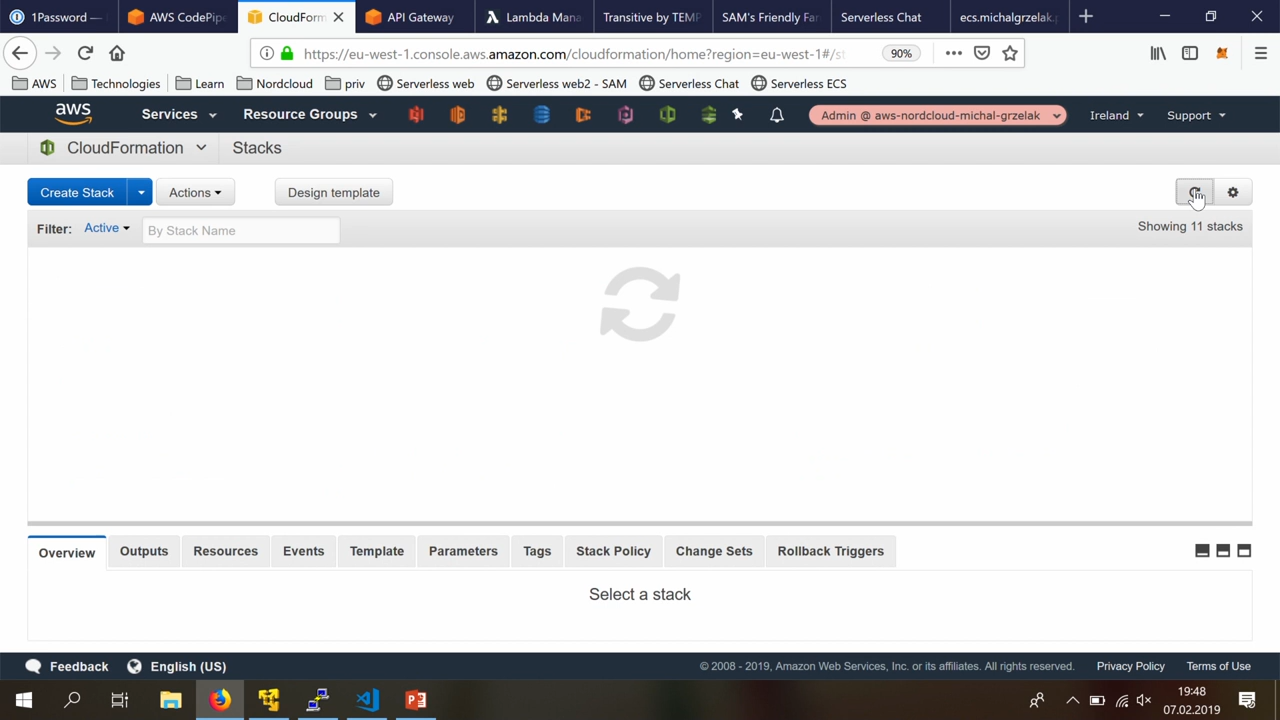 1Password —
AWS CodePipe
CloudForm
API Gateway
Lambda Mana
Transitive by TEMP
SAM's Friendly Far
Serverless Chat
ecs.michalgrzelak.p
https://eu-west-1.console.aws.amazon.com/cloudformation/home?region=eu-west-1#/st
90%
AWS
Technologies
Learn
Nordcloud
priv
Serverless web
Serverless web2 - SAM
Serverless Chat
Serverless ECS
aws
Services
Resource Groups
Admin @ aws-nordcloud-michal-grzelak
Ireland
Support
CloudFormation
Stacks
Create Stack
Actions
Design template
Filter:
Active
By Stack Name
Showing 11 stacks
Overview
Outputs
Resources
Events
Template
Parameters
Tags
Stack Policy
Change Sets
Rollback Triggers
Select a stack
Feedback
English (US)
© 2008 - 2019, Amazon Web Services, Inc. or its affiliates. All rights reserved.
Privacy Policy
Terms of Use
19:48
07.02.2019